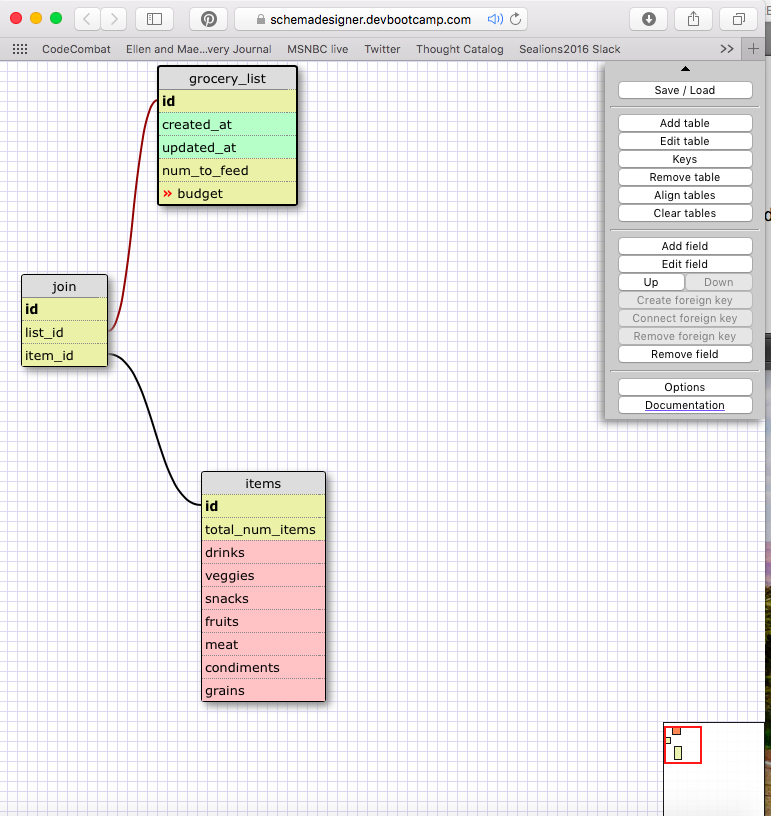 schemadesigner.devbootcamp.com
CodeCombat Ellen and Mae...very Journal MSNBC live Twitter Thought Catalog Sealions2016 Slack >> +
grocery_list
id
created_at
updated_at
num_to_feed
» budget
join
id
list_id
item_id
items
id
total_num_items
drinks
veggies
snacks
fruits
meat
condiments
grains
Save / Load
Add table
Edit table
Keys
Remove table
Align tables
Clear tables
Add field
Edit field
Up Down
Create foreign key
Connect foreign key
Remove foreign key
Remove field
Options
Documentation